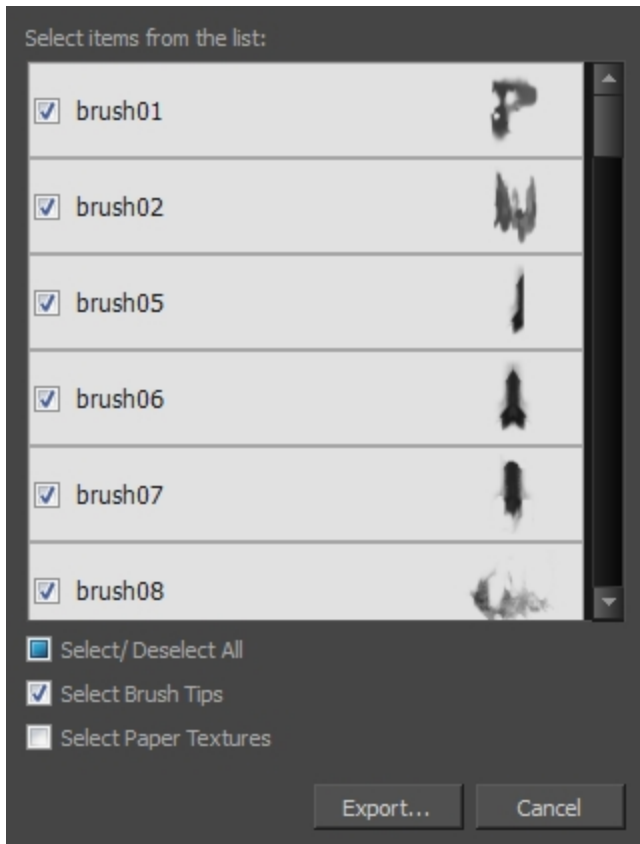 Select items from the list:
brush01
brush02
brush05
brush06
brush07
brush08
Select/ Deselect All
Select Brush Tips
Select Paper Textures
Export... Cancel